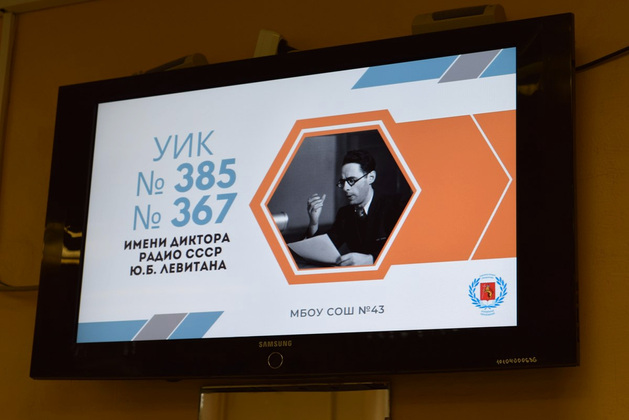 УИК
№ 385
№ 367
ИМЕНИ ДИКТОРА
РАДИО СССР
Ю.Б. ЛЕВИТАНА
МБОУ СОШ №43
SAMSUNG